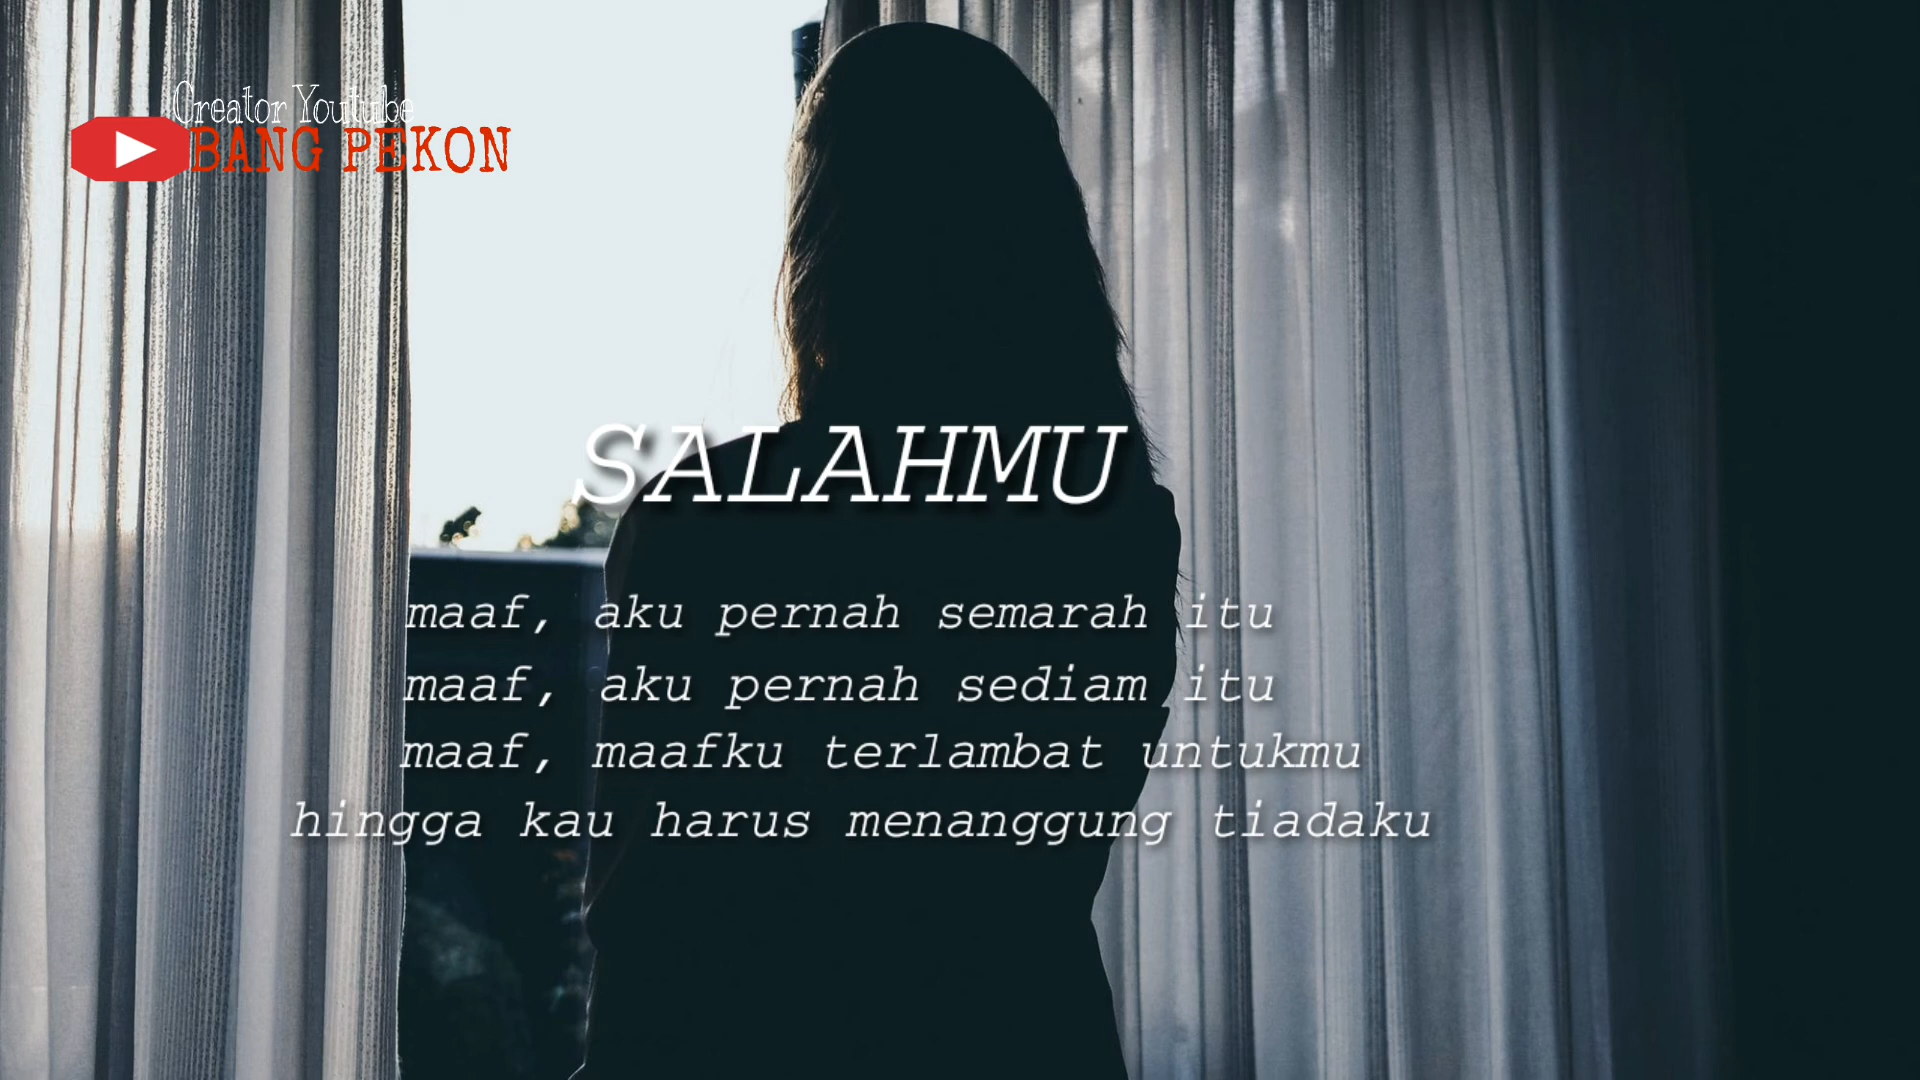 Creator Youtube
BANG PEKON
SALAHMU
maaf, aku pernah semarah itu
maaf, aku pernah sediam itu
maaf, maafku terlambat untukmu
hingga kau harus menanggung tiadaku